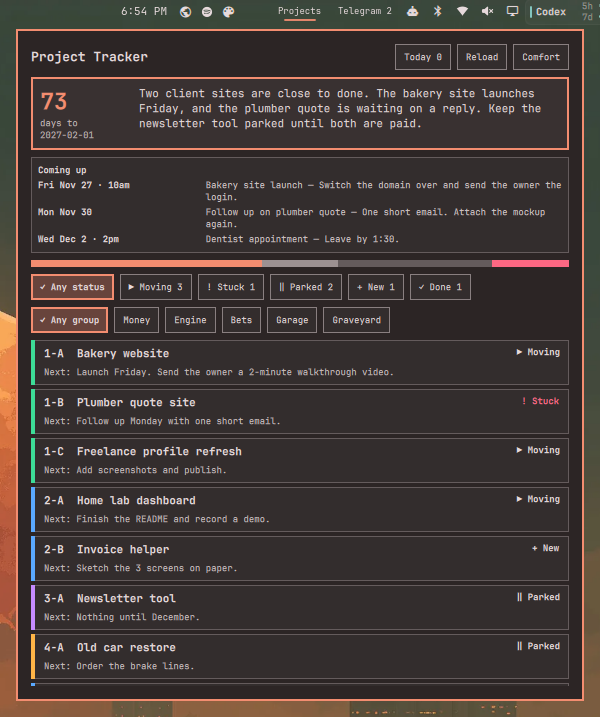 6:54 PM
Projects
Telegram 2
Codex
5h
7d
Project Tracker
Today 0
Reload
Comfort
73
days to
2027-02-01
Two client sites are close to done. The bakery site launches
Friday, and the plumber quote is waiting on a reply. Keep the
newsletter tool parked until both are paid.
Coming up
Fri Nov 27 · 10am
Bakery site launch — Switch the domain over and send the owner the
login.
Mon Nov 30
Follow up on plumber quote — One short email. Attach the mockup
again.
Wed Dec 2 · 2pm
Dentist appointment — Leave by 1:30.
✓ Any status
▶ Moving 3
! Stuck 1
‖ Parked 2
+ New 1
✓ Done 1
✓ Any group
Money
Engine
Bets
Garage
Graveyard
1-A Bakery website
▶ Moving
Next: Launch Friday. Send the owner a 2-minute walkthrough video.
1-B Plumber quote site
! Stuck
Next: Follow up Monday with one short email.
1-C Freelance profile refresh
▶ Moving
Next: Add screenshots and publish.
2-A Home lab dashboard
▶ Moving
Next: Finish the README and record a demo.
2-B Invoice helper
+ New
Next: Sketch the 3 screens on paper.
3-A Newsletter tool
‖ Parked
Next: Nothing until December.
4-A Old car restore
‖ Parked
Next: Order the brake lines.